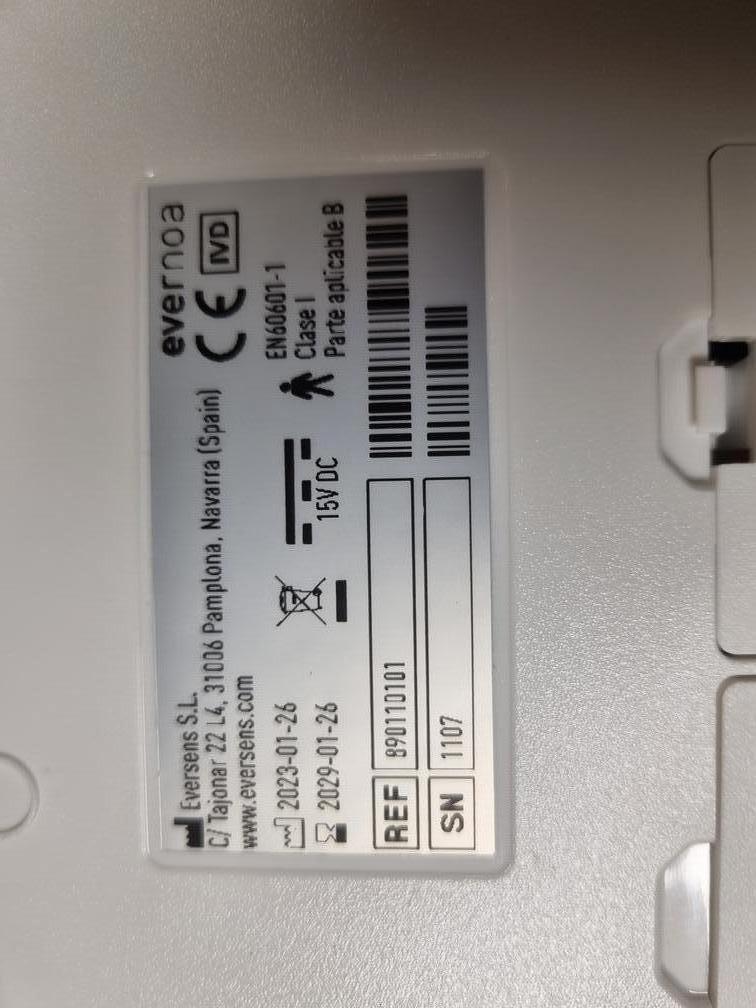 evernoa
Eversens S.L.
C/ Tajonar 22 L4, 31006 Pamplona, Navarra (Spain)
www.eversens.com
CE IVD
2023-01-26
2029-01-26
15V DC
EN60601-1
Clase I
Parte aplicable B
REF 890110101
SN 1107